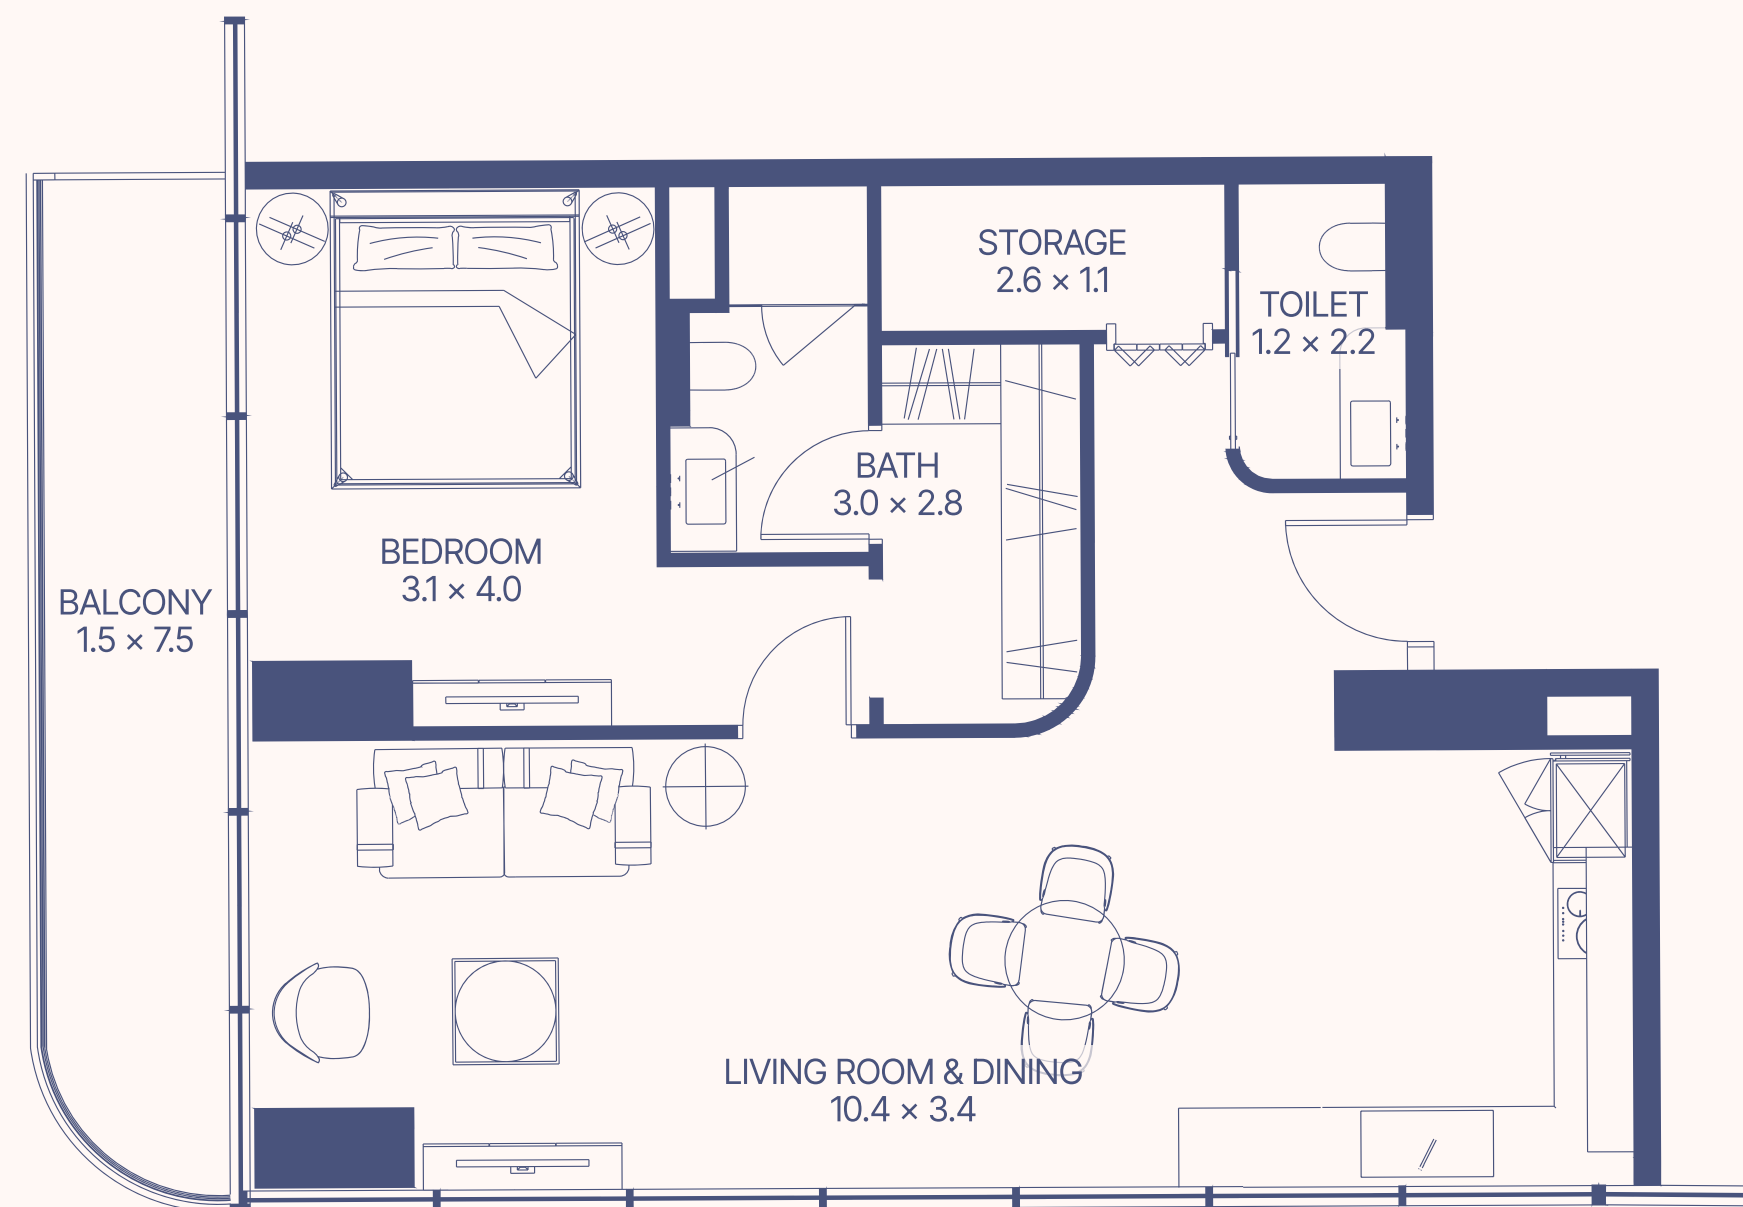 STORAGE
2.6 × 1.1
TOILET
1.2 × 2.2
BATH
3.0 × 2.8
BEDROOM
3.1 × 4.0
BALCONY
1.5 × 7.5
LIVING ROOM & DINING
10.4 × 3.4